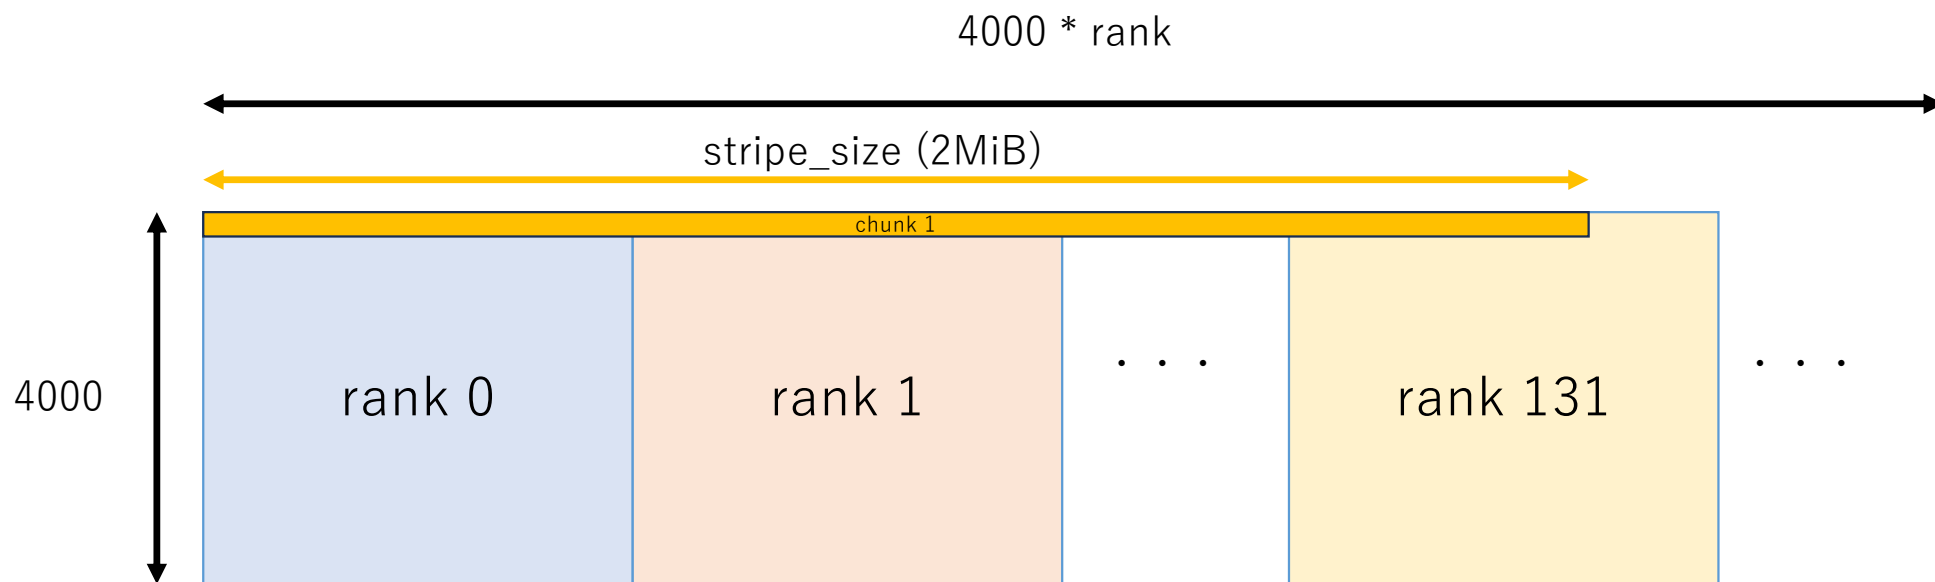 4000 * rank
stripe_size (2MiB)
chunk 1
4000
rank 0
rank 1
. . .
rank 131
. . .